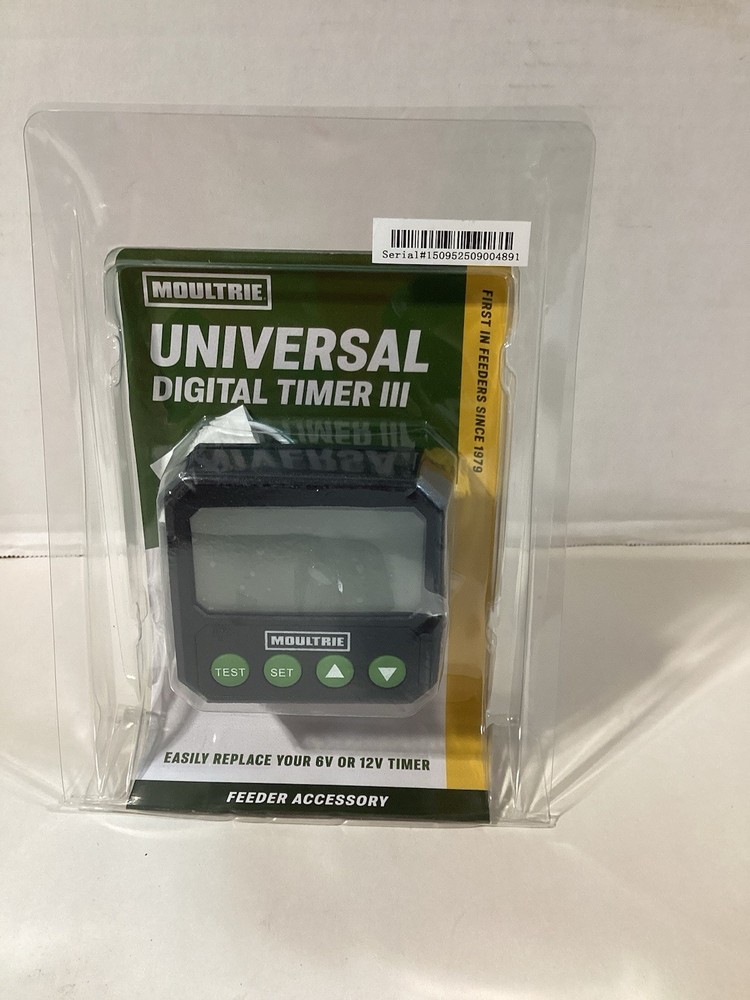 Serial#150952509004891
MOULTRIE
UNIVERSAL
DIGITAL TIMER III
FIRST IN FEEDERS SINCE 1979
MOULTRIE
TEST SET
EASILY REPLACE YOUR 6V OR 12V TIMER
FEEDER ACCESSORY